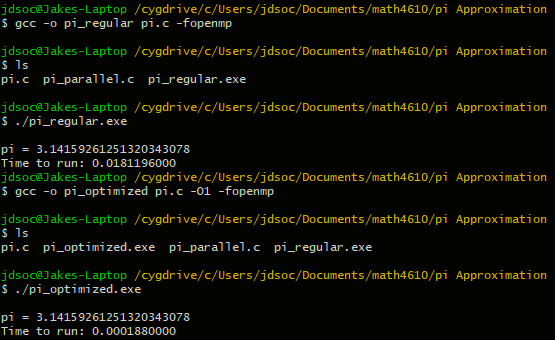 jdsoc@Jakes-Laptop /cygdrive/c/Users/jdsoc/Documents/math4610/pi Approximation
$ gcc -o pi_regular pi.c -fopenmp
jdsoc@Jakes-Laptop /cygdrive/c/Users/jdsoc/Documents/math4610/pi Approximation
$ ls
pi.c  pi_parallel.c  pi_regular.exe
jdsoc@Jakes-Laptop /cygdrive/c/Users/jdsoc/Documents/math4610/pi Approximation
$ ./pi_regular.exe
pi = 3.14159261251320343078
Time to run: 0.0181196000
jdsoc@Jakes-Laptop /cygdrive/c/Users/jdsoc/Documents/math4610/pi Approximation
$ gcc -o pi_optimized pi.c -O1 -fopenmp
jdsoc@Jakes-Laptop /cygdrive/c/Users/jdsoc/Documents/math4610/pi Approximation
$ ls
pi.c  pi_optimized.exe  pi_parallel.c  pi_regular.exe
jdsoc@Jakes-Laptop /cygdrive/c/Users/jdsoc/Documents/math4610/pi Approximation
$ ./pi_optimized.exe
pi = 3.14159261251320343078
Time to run: 0.0001880000